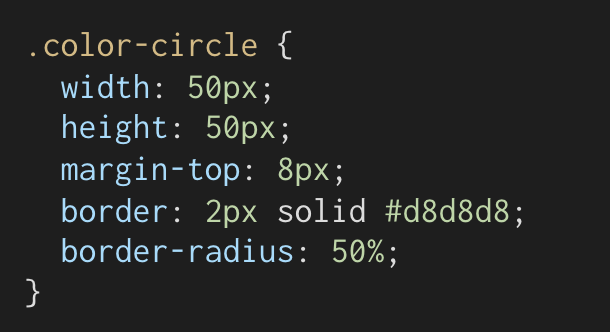 .color-circle {
  width: 50px;
  height: 50px;
  margin-top: 8px;
  border: 2px solid #d8d8d8;
  border-radius: 50%;
}